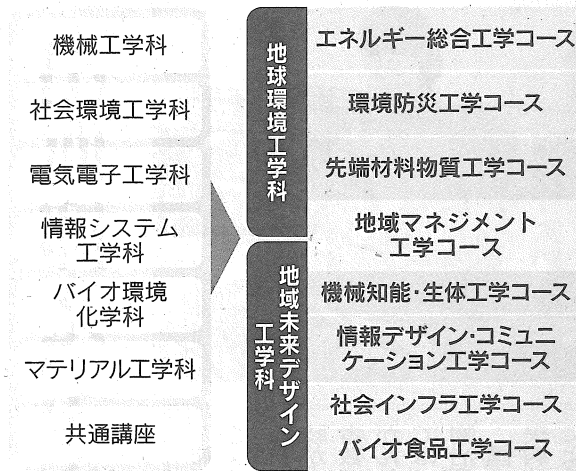 機械工学科
社会環境工学科
電気電子工学科
情報システム
工学科
バイオ環境
化学科
マテリアル工学科
共通講座
地球環境工学科
エネルギー総合工学コース
環境防災工学コース
先端材料物質工学コース
地域マネジメント
工学コース
地域未来デザイン
工学科
機械知能・生体工学コース
情報デザイン・コミュニ
ケーション工学コース
社会インフラ工学コース
バイオ食品工学コース